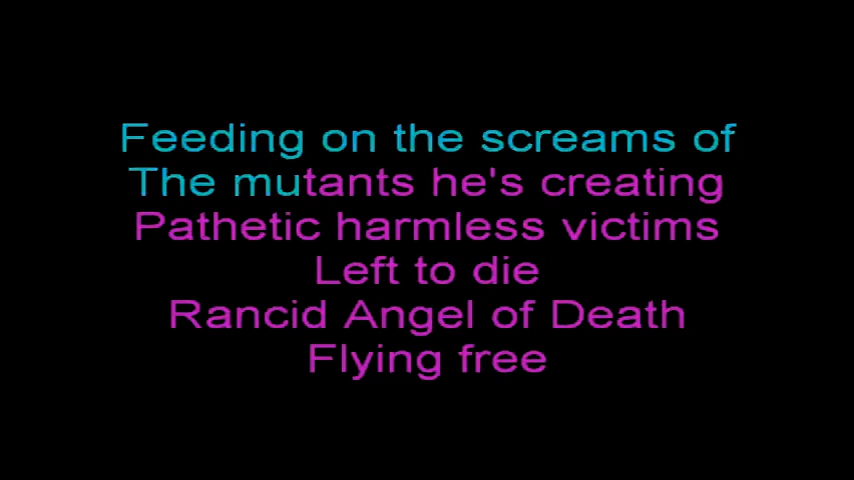 Feeding on the screams of
The mutants he's creating
Pathetic harmless victims
Left to die
Rancid Angel of Death
Flying free